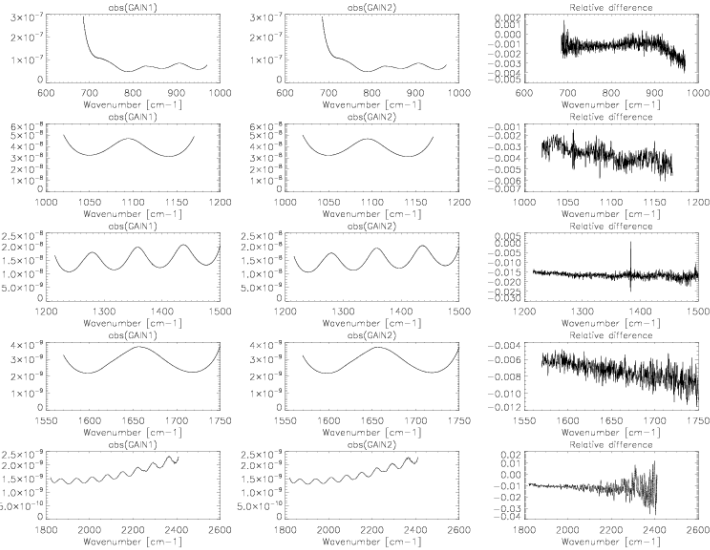 abs(GAIN1) abs(GAIN2) Relative difference
3×10⁻⁷ 3×10⁻⁷ 0.002
0.001
0.000
2×10⁻⁷ 2×10⁻⁷ −0.001
−0.002
1×10⁻⁷ 1×10⁻⁷ −0.003
−0.004
0 0 −0.005
600 700 800 900 1000 600 700 800 900 1000 600 700 800 900 1000
Wavenumber [cm−1] Wavenumber [cm−1] Wavenumber [cm−1]
abs(GAIN1) abs(GAIN2) Relative difference
6×10⁻⁸ 6×10⁻⁸ −0.001
5×10⁻⁸ 5×10⁻⁸ −0.002
4×10⁻⁸ 4×10⁻⁸ −0.003
3×10⁻⁸ 3×10⁻⁸ −0.004
2×10⁻⁸ 2×10⁻⁸ −0.005
1×10⁻⁸ 1×10⁻⁸ −0.006
0 0 −0.007
1000 1050 1100 1150 1200 1000 1050 1100 1150 1200 1000 1050 1100 1150 1200
Wavenumber [cm−1] Wavenumber [cm−1] Wavenumber [cm−1]
abs(GAIN1) abs(GAIN2) Relative difference
2.5×10⁻⁸ 2.5×10⁻⁸ 0.005
2.0×10⁻⁸ 2.0×10⁻⁸ 0.000
−0.005
1.5×10⁻⁸ 1.5×10⁻⁸ −0.010
1.0×10⁻⁸ 1.0×10⁻⁸ −0.015
−0.020
5.0×10⁻⁹ 5.0×10⁻⁹ −0.025
0 0 −0.030
1200 1300 1400 1500 1200 1300 1400 1500 1200 1300 1400 1500
Wavenumber [cm−1] Wavenumber [cm−1] Wavenumber [cm−1]
abs(GAIN1) abs(GAIN2) Relative difference
4×10⁻⁹ 4×10⁻⁹ −0.004
3×10⁻⁹ 3×10⁻⁹ −0.006
2×10⁻⁹ 2×10⁻⁹ −0.008
1×10⁻⁹ 1×10⁻⁹ −0.010
0 0 −0.012
1550 1600 1650 1700 1750 1550 1600 1650 1700 1750 1550 1600 1650 1700 1750
Wavenumber [cm−1] Wavenumber [cm−1] Wavenumber [cm−1]
abs(GAIN1) abs(GAIN2) Relative difference
2.5×10⁻⁹ 2.5×10⁻⁹ 0.02
2.0×10⁻⁹ 2.0×10⁻⁹ 0.01
0.00
1.5×10⁻⁹ 1.5×10⁻⁹ −0.01
1.0×10⁻⁹ 1.0×10⁻⁹ −0.02
5.0×10⁻¹⁰ 5.0×10⁻¹⁰ −0.03
0 0 −0.04
1800 2000 2200 2400 2600 1800 2000 2200 2400 2600 1800 2000 2200 2400 2600
Wavenumber [cm−1] Wavenumber [cm−1] Wavenumber [cm−1]